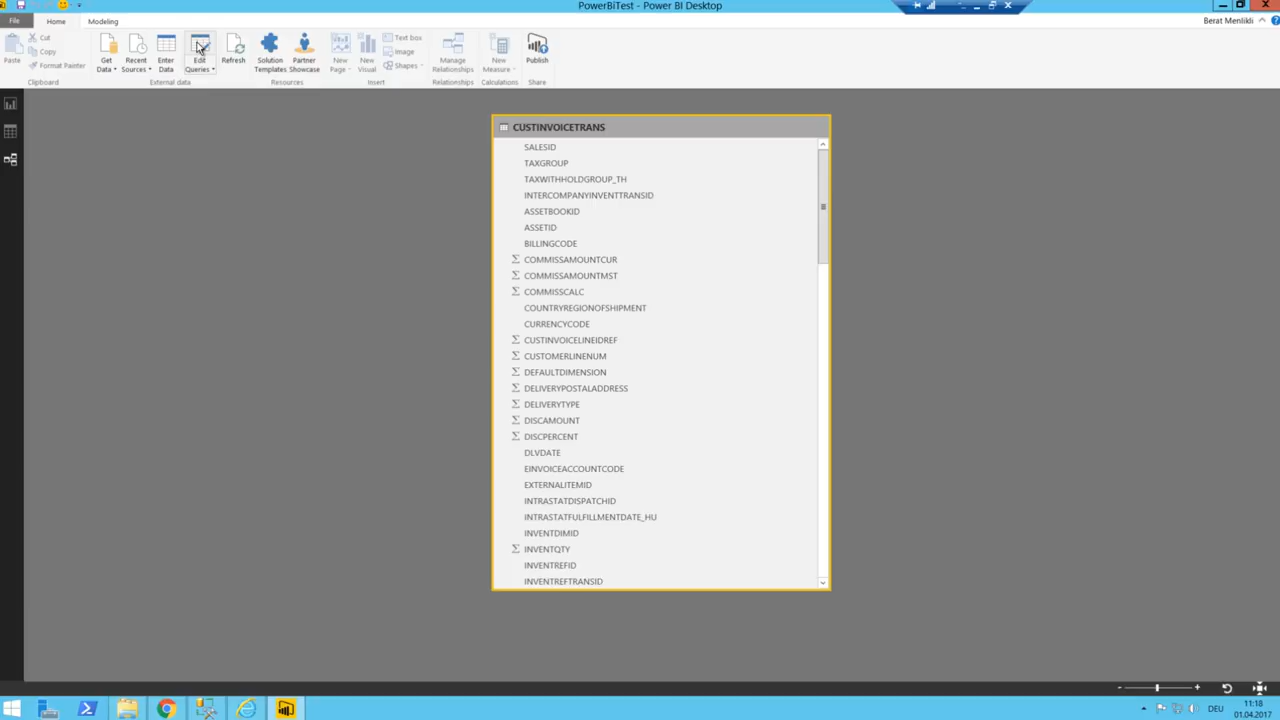 PowerBiTest - Power BI Desktop
File
Home
Modeling
Berat Menlikli
Paste
Cut
Copy
Format Painter
Get Data
Recent Sources
Enter Data
Edit Queries
Refresh
Solution Templates
Partner Showcase
New Page
New Visual
Text box
Image
Shapes
Manage Relationships
New Measure
Publish
Clipboard
External data
Resources
Insert
Relationships
Calculations
Share
CUSTINVOICETRANS
SALESID
TAXGROUP
TAXWITHHOLDGROUP_TH
INTERCOMPANYINVENTTRANSID
ASSETBOOKID
ASSETID
BILLINGCODE
Σ COMMISSAMOUNTCUR
Σ COMMISSAMOUNTMST
Σ COMMISSCALC
COUNTRYREGIONOFSHIPMENT
CURRENCYCODE
Σ CUSTINVOICELINEIDREF
Σ CUSTOMERLINENUM
Σ DEFAULTDIMENSION
Σ DELIVERYPOSTALADDRESS
Σ DELIVERYTYPE
Σ DISCAMOUNT
Σ DISCPERCENT
DLVDATE
EINVOICEACCOUNTCODE
EXTERNALITEMID
INTRASTATDISPATCHID
INTRASTATFULFILLMENTDATE_HU
INVENTDIMID
Σ INVENTQTY
INVENTREFID
INVENTREFTRANSID
DEU
11:18
01.04.2017